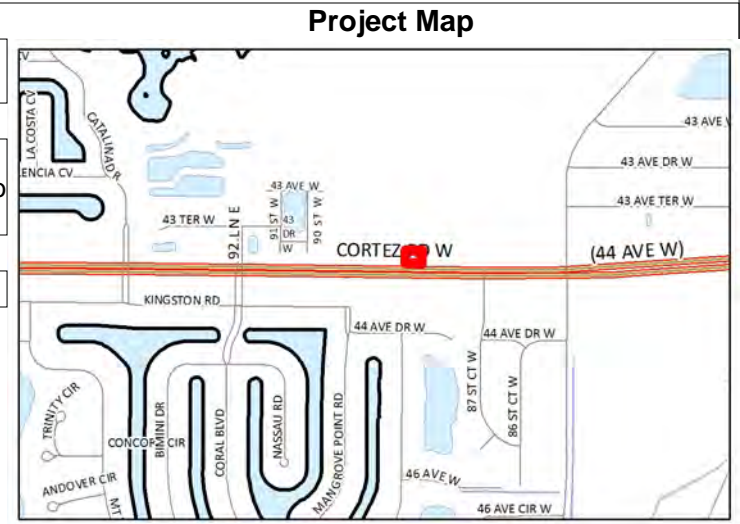 Project Map
CV
LA COSTA CV
CATALINA DR
43 AVE W
ENCIA CV
43 AVE DR W
43 AVE W
43 AVE TER W
91 ST W
43
DR
W
90 ST W
43 TER W
92 LN E
CORTEZ RD W
(44 AVE W)
KINGSTON RD
44 AVE DR W
44 AVE DR W
87 ST CT W
86 ST CT W
TRINITY CIR
BIMINI DR
CORAL BLVD
NASSAU RD
MANGROVE POINT RD
CONCORD CIR
ANDOVER CIR
MT
46 AVE W
46 AVE CIR W